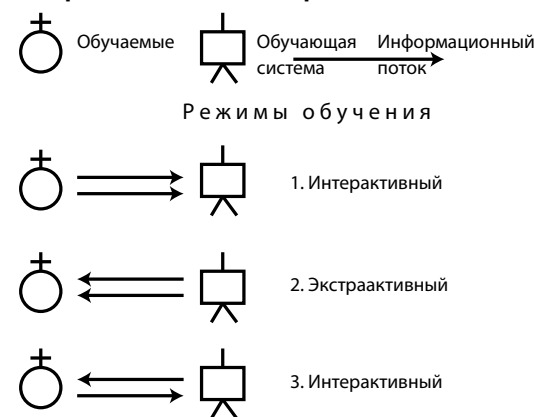 Обучаемые
Обучающая система
Информационный поток
Режимы обучения
1. Интерактивный
2. Экстраактивный
3. Интерактивный